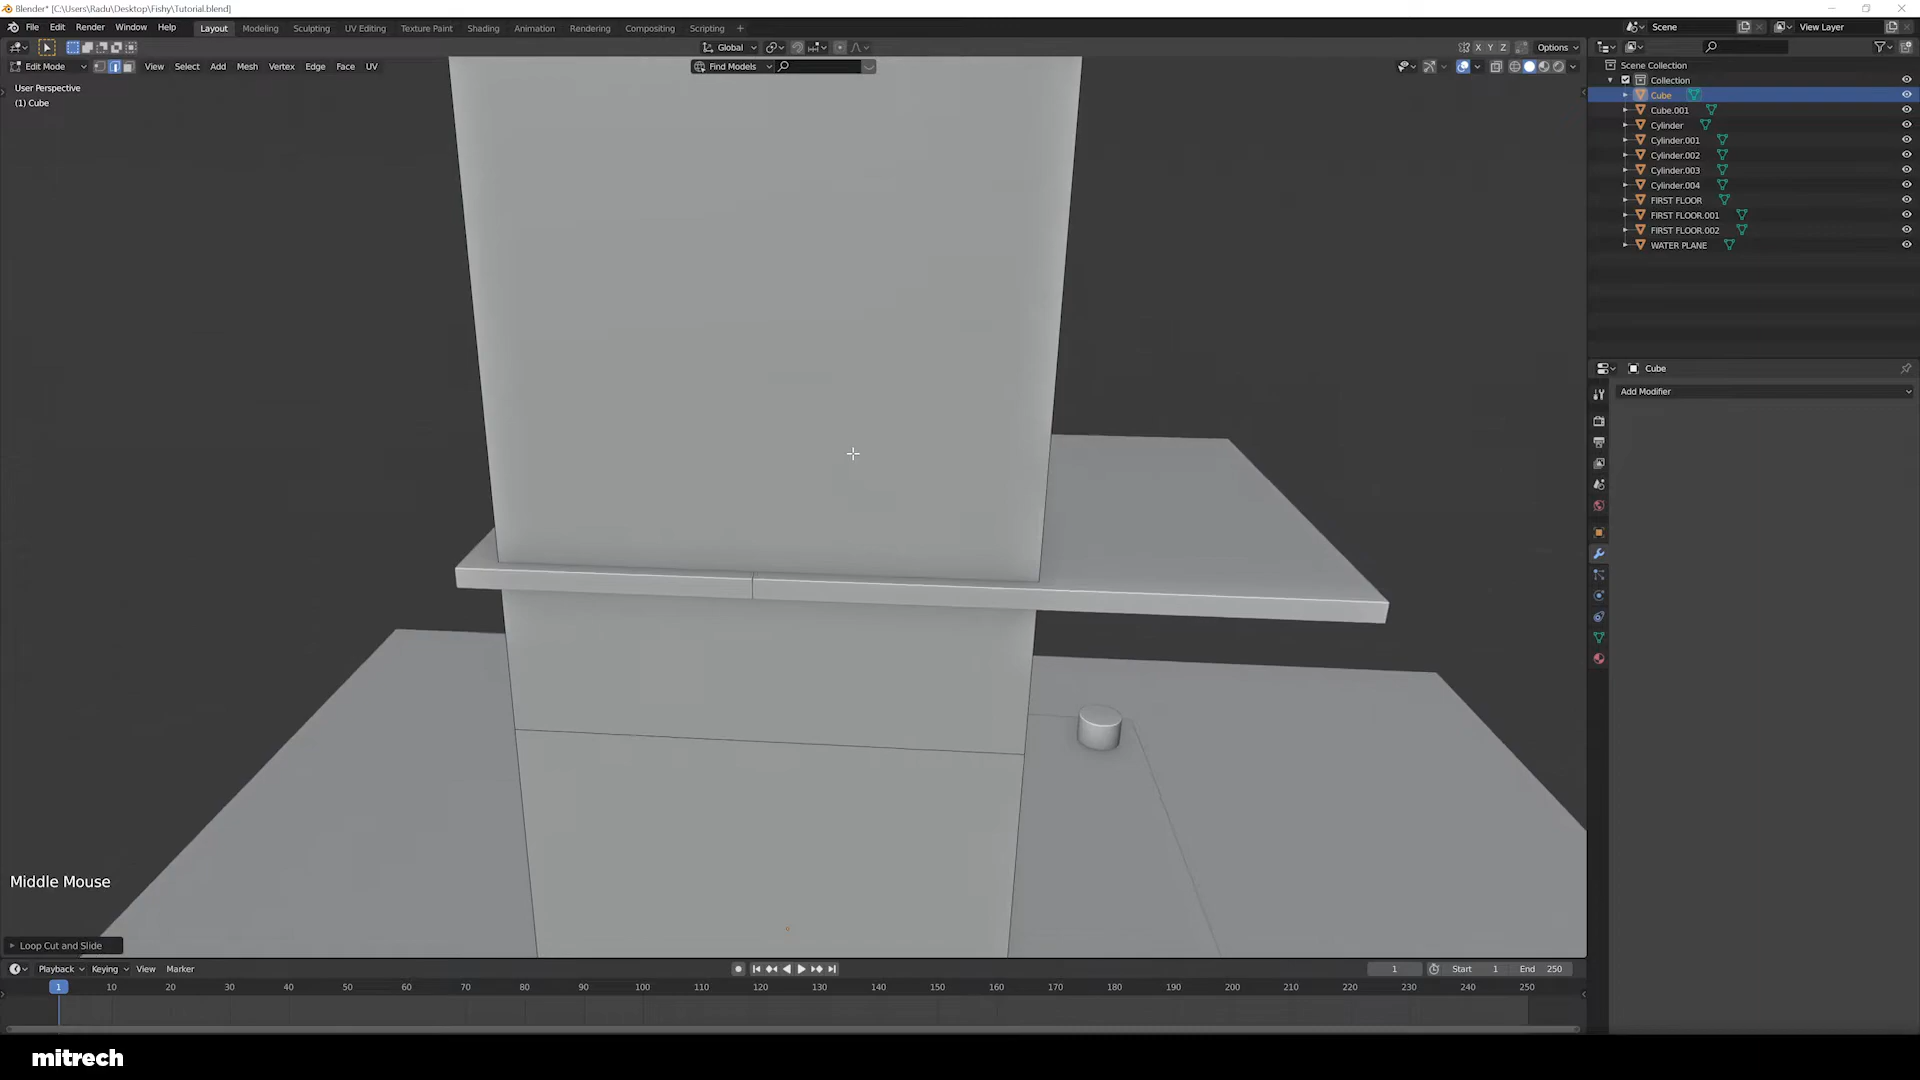 Blender* [C:\Users\Radu\Desktop\Fishy\Tutorial.blend]
File Edit Render Window Help Layout Modeling Sculpting UV Editing Texture Paint Shading Animation Rendering Compositing Scripting + Scene View Layer
Global X Y Z Options
Edit Mode View Select Add Mesh Vertex Edge Face UV Find Models
User Perspective
(1) Cube
Scene Collection
Collection
Cube
Cube.001
Cylinder
Cylinder.001
Cylinder.002
Cylinder.003
Cylinder.004
FIRST FLOOR
FIRST FLOOR.001
FIRST FLOOR.002
WATER PLANE
Cube
Add Modifier
Middle Mouse
Loop Cut and Slide
Playback Keying View Marker 1 Start 1 End 250
1 10 20 30 40 50 60 70 80 90 100 110 120 130 140 150 160 170 180 190 200 210 220 230 240 250
mitrech